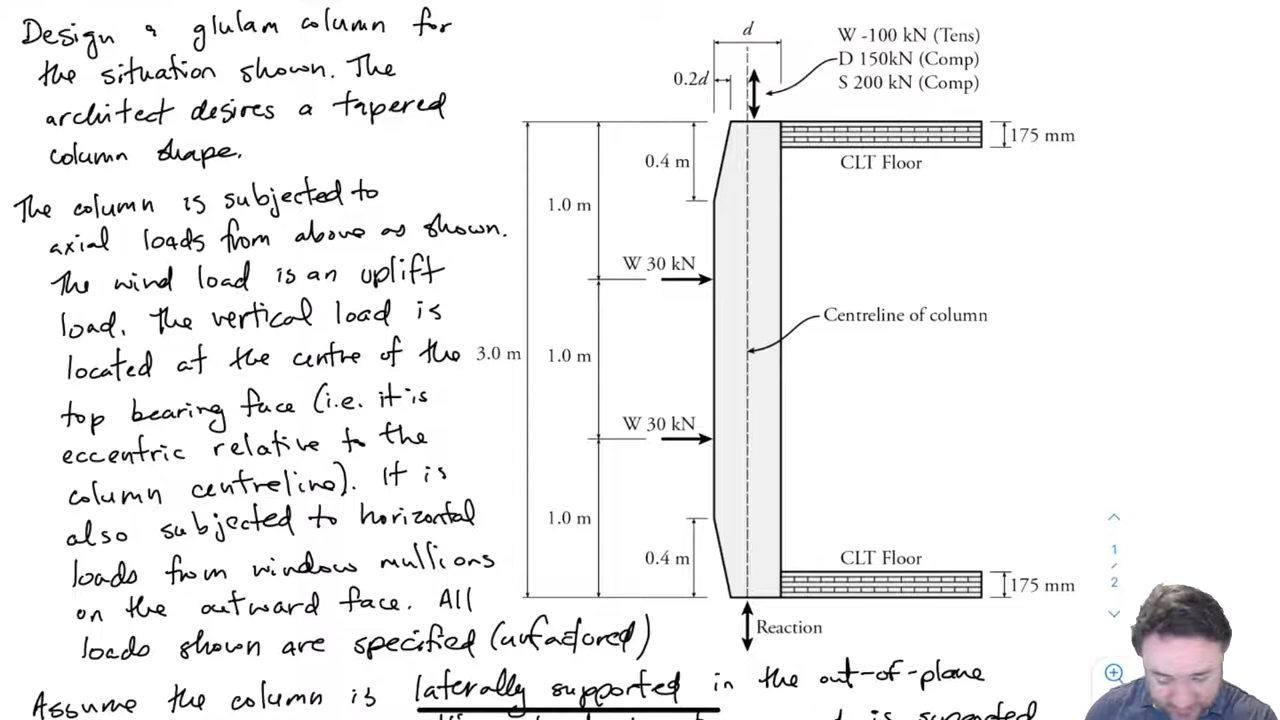 Design a glulam column for
the situation shown. The
architect desires a tapered
column shape.
The column is subjected to
axial loads from above as shown.
The wind load is an uplift
load. The vertical load is
located at the centre of the
top bearing face (i.e. it is
eccentric relative to the
column centreline). It is
also subjected to horizontal
loads from window mullions
on the outward face. All
loads shown are specified (unfactored)
Assume the column is laterally supported in the out-of-plane
is supported
d
0.2d
W -100 kN (Tens)
D 150kN (Comp)
S 200 kN (Comp)
175 mm
CLT Floor
0.4 m
1.0 m
W 30 kN
Centreline of column
3.0 m
1.0 m
W 30 kN
1.0 m
0.4 m
CLT Floor
175 mm
Reaction
1
/
2